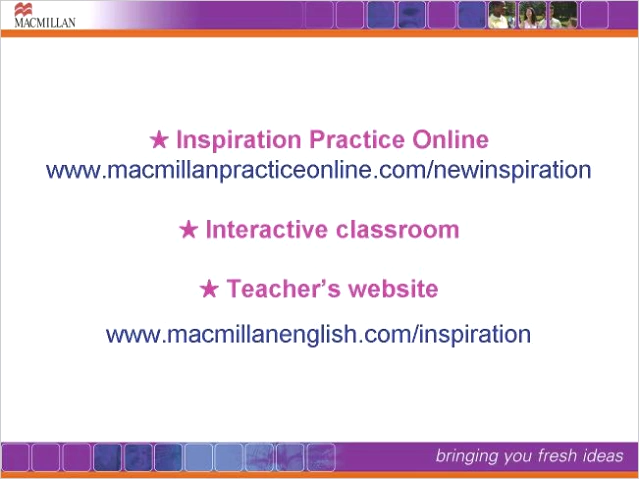 MACMILLAN
★ Inspiration Practice Online
www.macmillanpracticeonline.com/newinspiration
★ Interactive classroom
★ Teacher's website
www.macmillanenglish.com/inspiration
bringing you fresh ideas